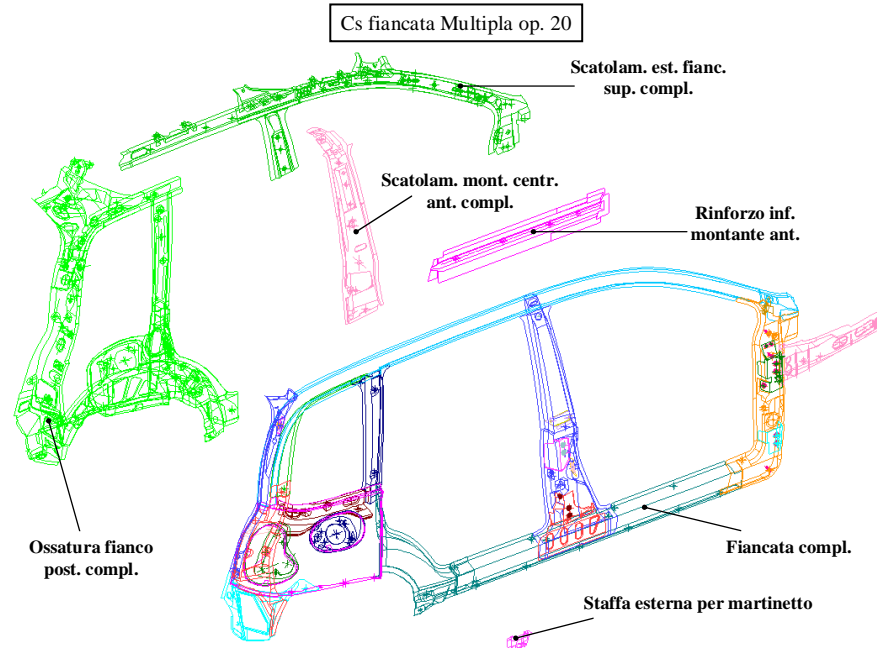 Cs fiancata Multipla op. 20
Scatolam. est. fianc.
sup. compl.
Scatolam. mont. centr.
ant. compl.
Rinforzo inf.
montante ant.
Ossatura fianco
post. compl.
Fiancata compl.
Staffa esterna per martinetto